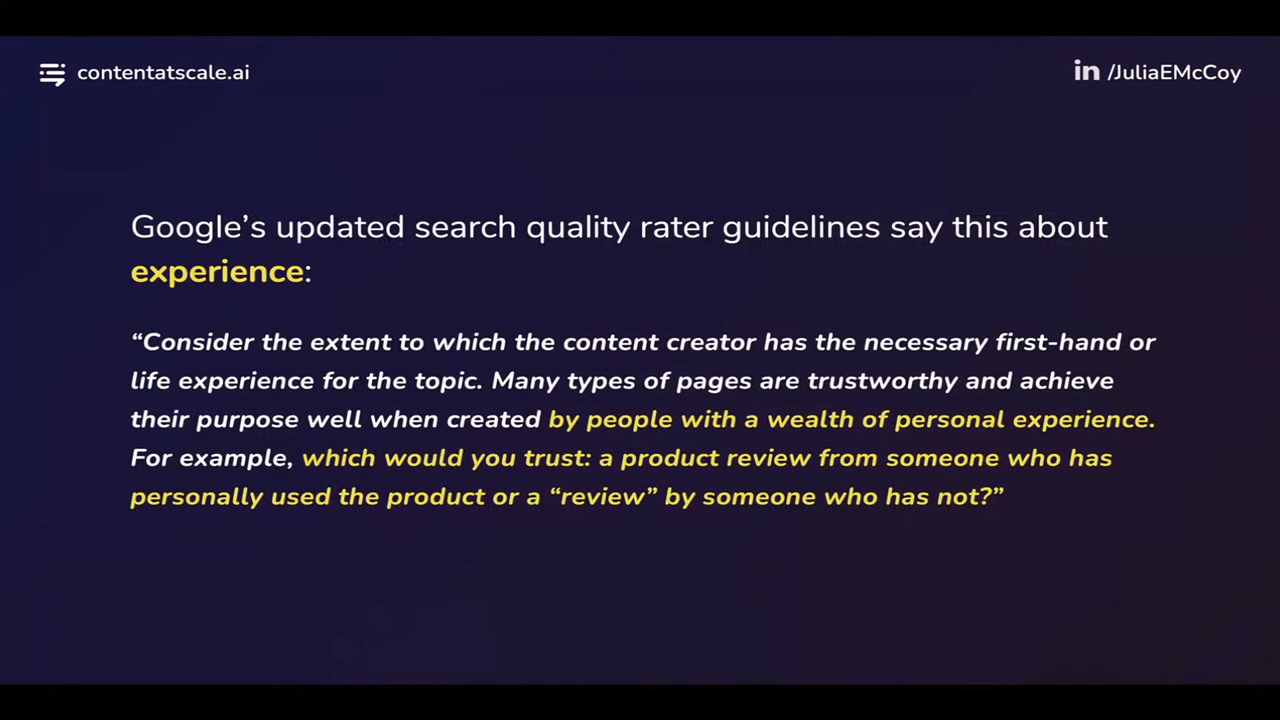 contentatscale.ai
in /JuliaEMcCoy
Google’s updated search quality rater guidelines say this about
experience:
“Consider the extent to which the content creator has the necessary first-hand or
life experience for the topic. Many types of pages are trustworthy and achieve
their purpose well when created by people with a wealth of personal experience.
For example, which would you trust: a product review from someone who has
personally used the product or a “review” by someone who has not?”